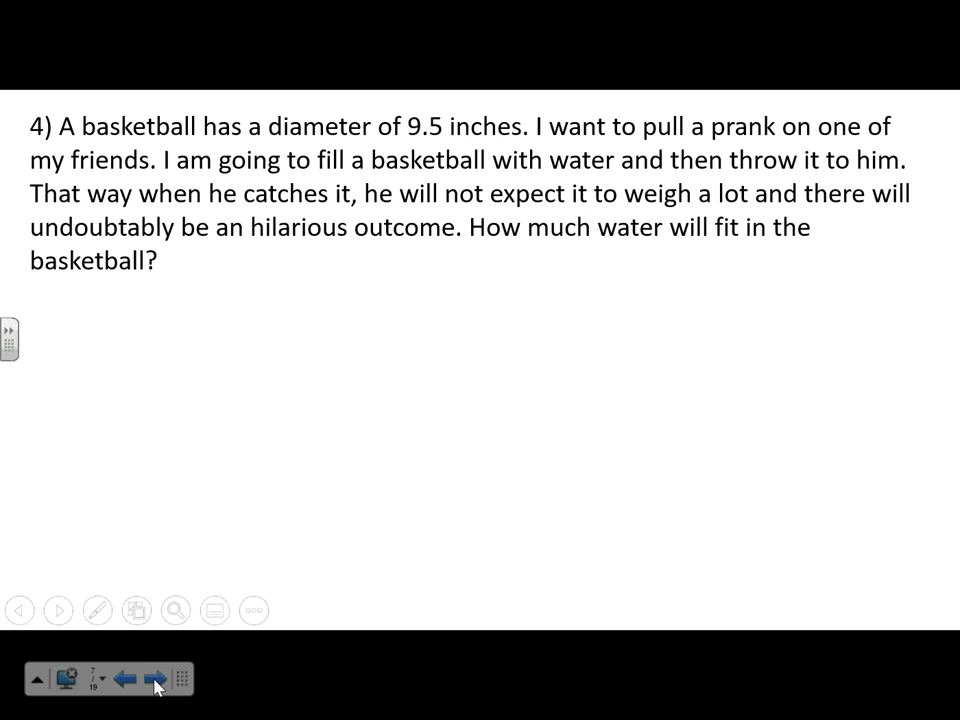 4) A basketball has a diameter of 9.5 inches. I want to pull a prank on one of
my friends. I am going to fill a basketball with water and then throw it to him.
That way when he catches it, he will not expect it to weigh a lot and there will
undoubtably be an hilarious outcome. How much water will fit in the
basketball?
7
/
19